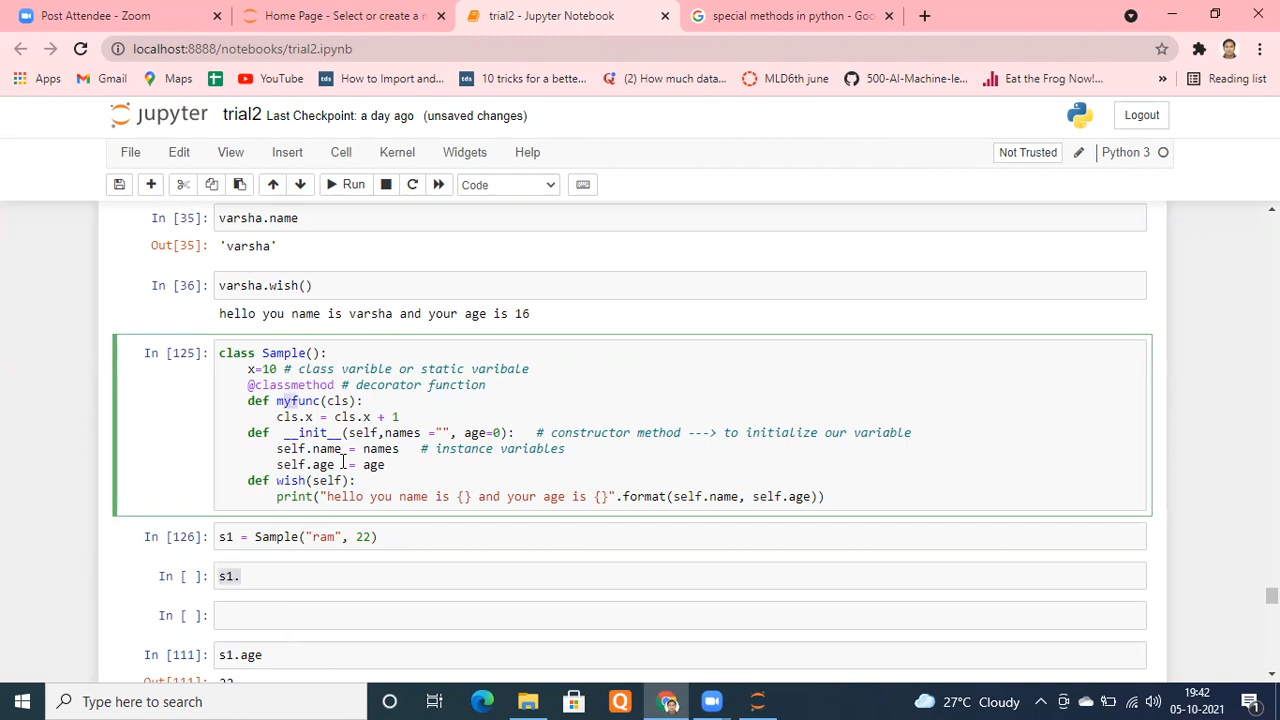 Post Attendee - Zoom
Home Page - Select or create a n
trial2 - Jupyter Notebook
special methods in python - Goo
localhost:8888/notebooks/trial2.ipynb
Apps
Gmail
Maps
YouTube
tds How to Import and...
tds 10 tricks for a bette...
(2) How much data...
MLD6th june
500-AI-Machine-le...
Eat the Frog Now!...
»
Reading list
jupyter trial2 Last Checkpoint: a day ago (unsaved changes)
Logout
File Edit View Insert Cell Kernel Widgets Help
Not Trusted
Python 3
Run
Code
In [35]: varsha.name
Out[35]: 'varsha'
In [36]: varsha.wish()
hello you name is varsha and your age is 16
In [125]: class Sample():
x=10 # class varible or static varibale
@classmethod # decorator function
def myfunc(cls):
cls.x = cls.x + 1
def __init__(self,names ="", age=0): # constructor method ---> to initialize our variable
self.name = names # instance variables
self.age = age
def wish(self):
print("hello you name is {} and your age is {}".format(self.name, self.age))
In [126]: s1 = Sample("ram", 22)
In [ ]: s1.
In [ ]:
In [111]: s1.age
Out[111]: 22
Type here to search
Q
27°C Cloudy
19:42
05-10-2021
1